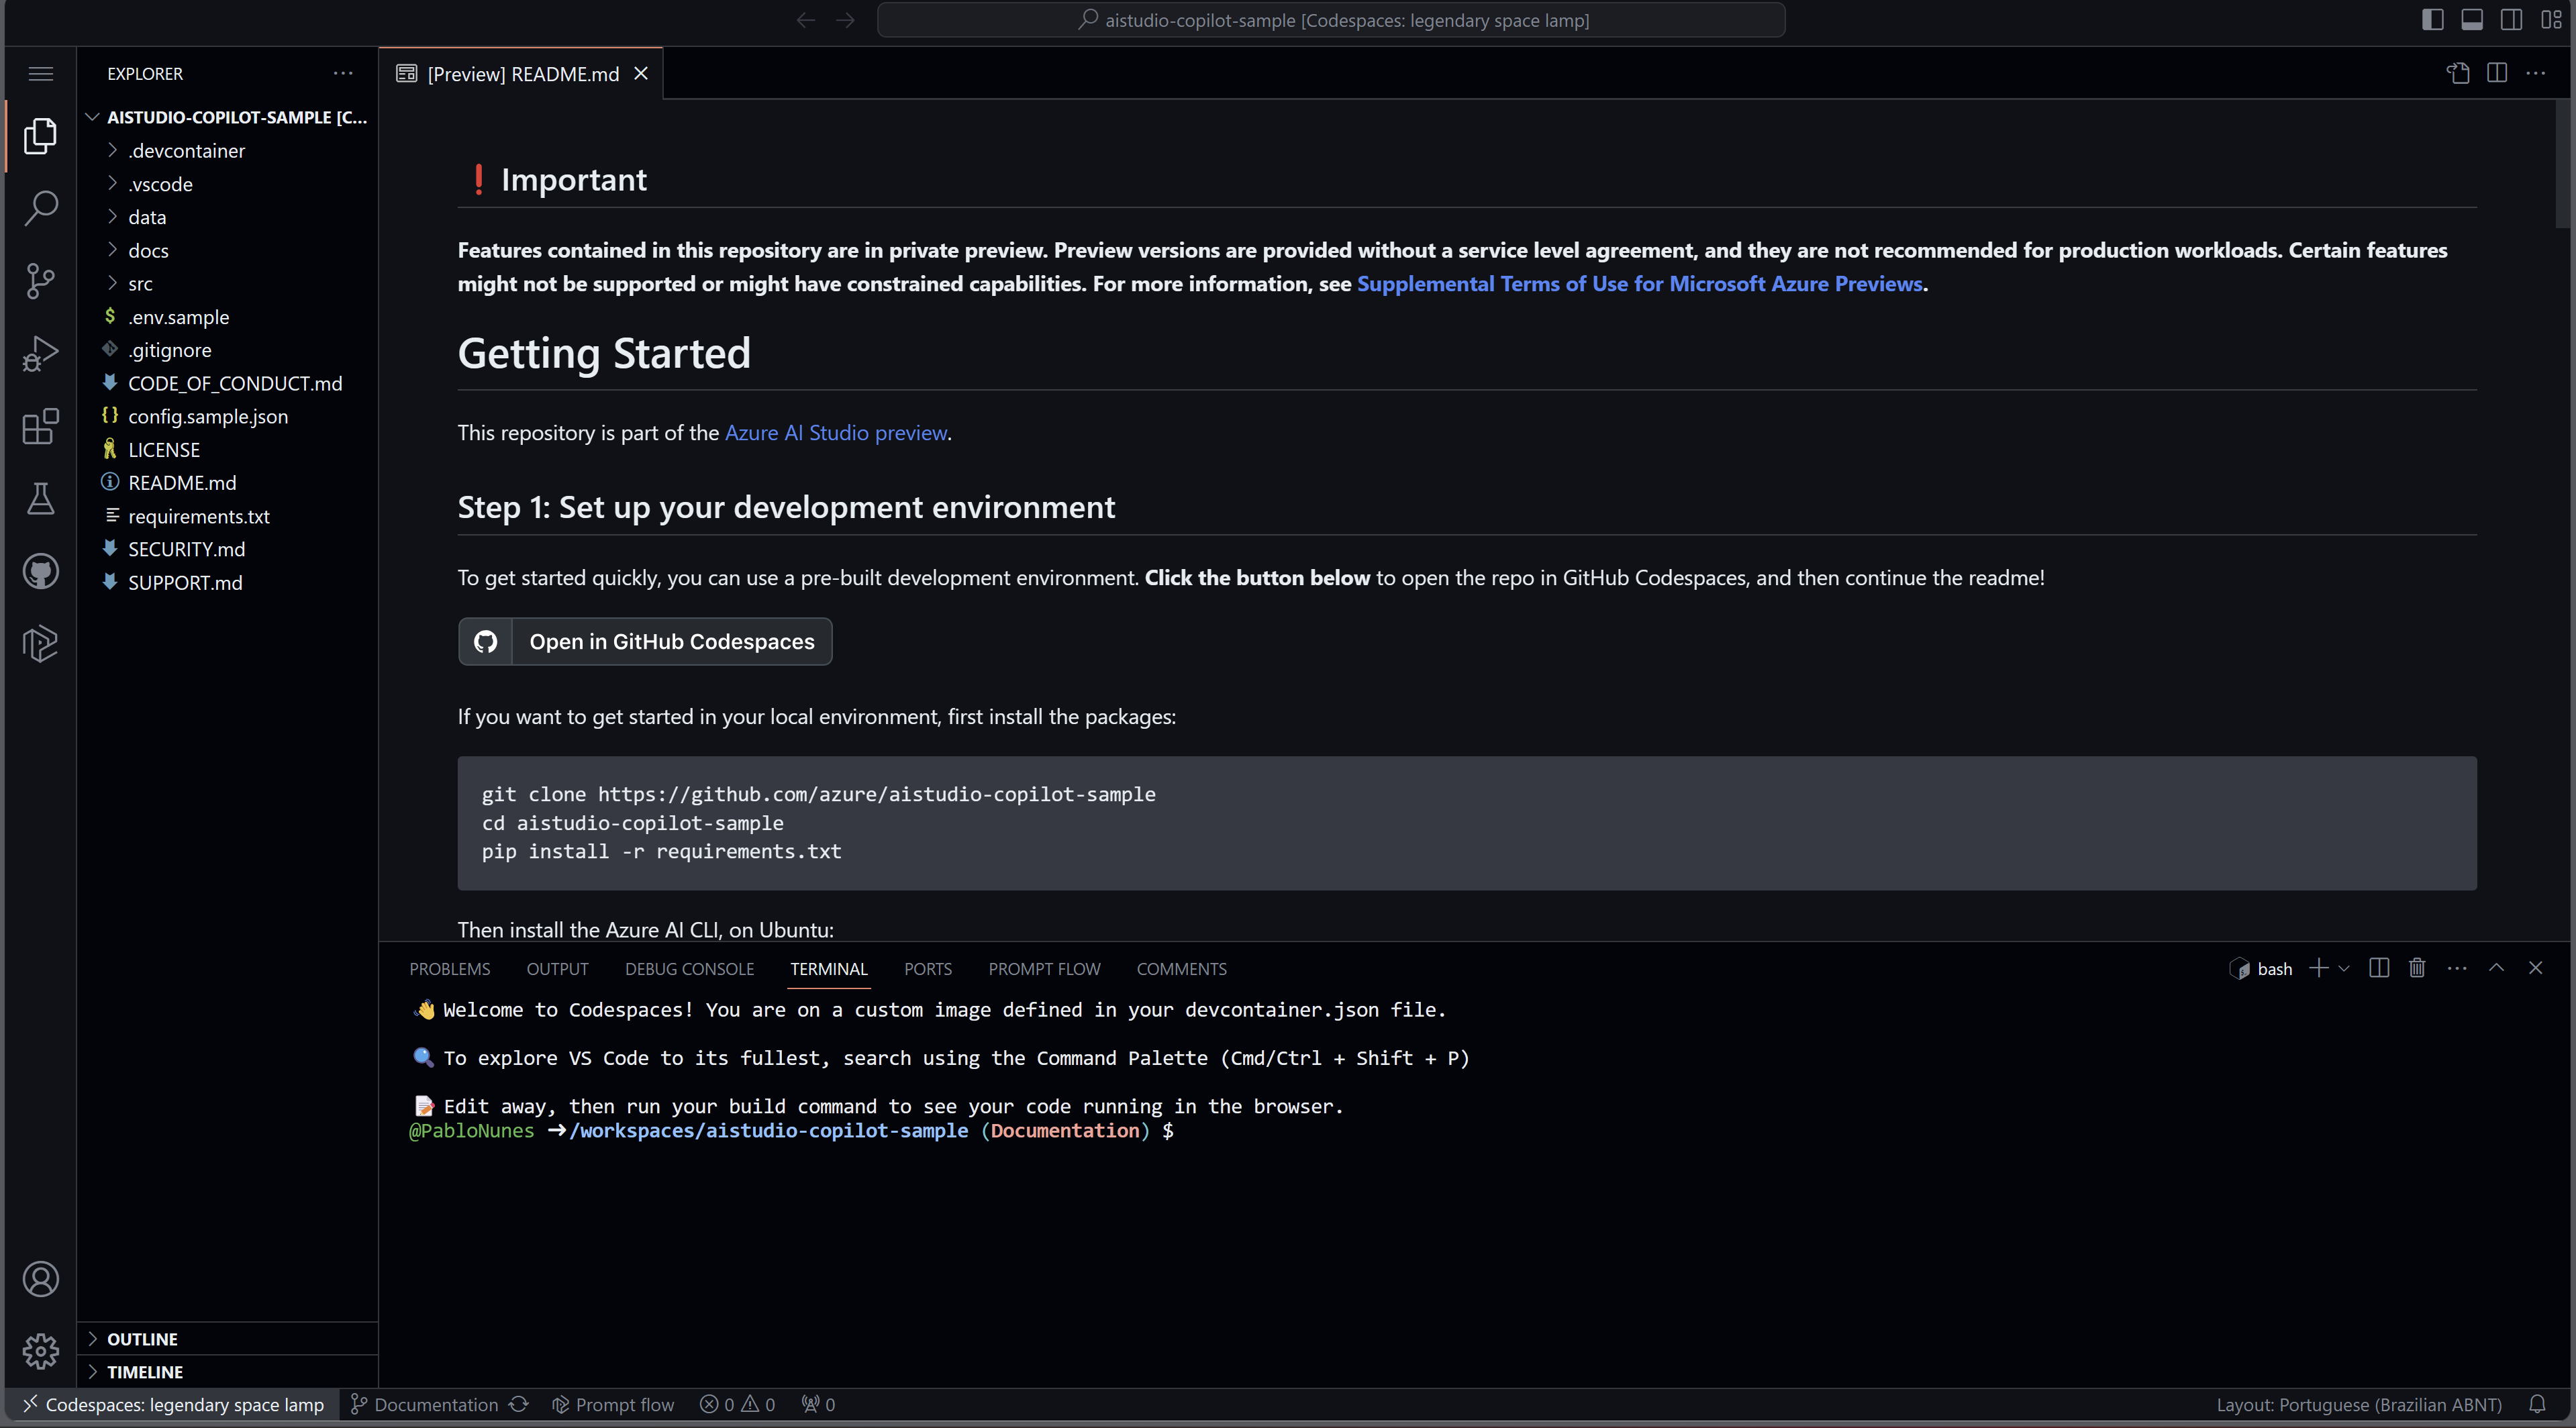 aistudio-copilot-sample [Codespaces: legendary space lamp]
EXPLORER
AISTUDIO-COPILOT-SAMPLE [C...
.devcontainer
.vscode
data
docs
src
.env.sample
.gitignore
CODE_OF_CONDUCT.md
config.sample.json
LICENSE
README.md
requirements.txt
SECURITY.md
SUPPORT.md
OUTLINE
TIMELINE
[Preview] README.md
❗ Important
Features contained in this repository are in private preview. Preview versions are provided without a service level agreement, and they are not recommended for production workloads. Certain features
might not be supported or might have constrained capabilities. For more information, see Supplemental Terms of Use for Microsoft Azure Previews.
Getting Started
This repository is part of the Azure AI Studio preview.
Step 1: Set up your development environment
To get started quickly, you can use a pre-built development environment. Click the button below to open the repo in GitHub Codespaces, and then continue the readme!
Open in GitHub Codespaces
If you want to get started in your local environment, first install the packages:
git clone https://github.com/azure/aistudio-copilot-sample
cd aistudio-copilot-sample
pip install -r requirements.txt
Then install the Azure AI CLI, on Ubuntu:
PROBLEMS OUTPUT DEBUG CONSOLE TERMINAL PORTS PROMPT FLOW COMMENTS
bash
👋 Welcome to Codespaces! You are on a custom image defined in your devcontainer.json file.
🔍 To explore VS Code to its fullest, search using the Command Palette (Cmd/Ctrl + Shift + P)
📝 Edit away, then run your build command to see your code running in the browser.
@PabloNunes ➜ /workspaces/aistudio-copilot-sample (Documentation) $
Codespaces: legendary space lamp Documentation Prompt flow 0 0 0 Layout: Portuguese (Brazilian ABNT)